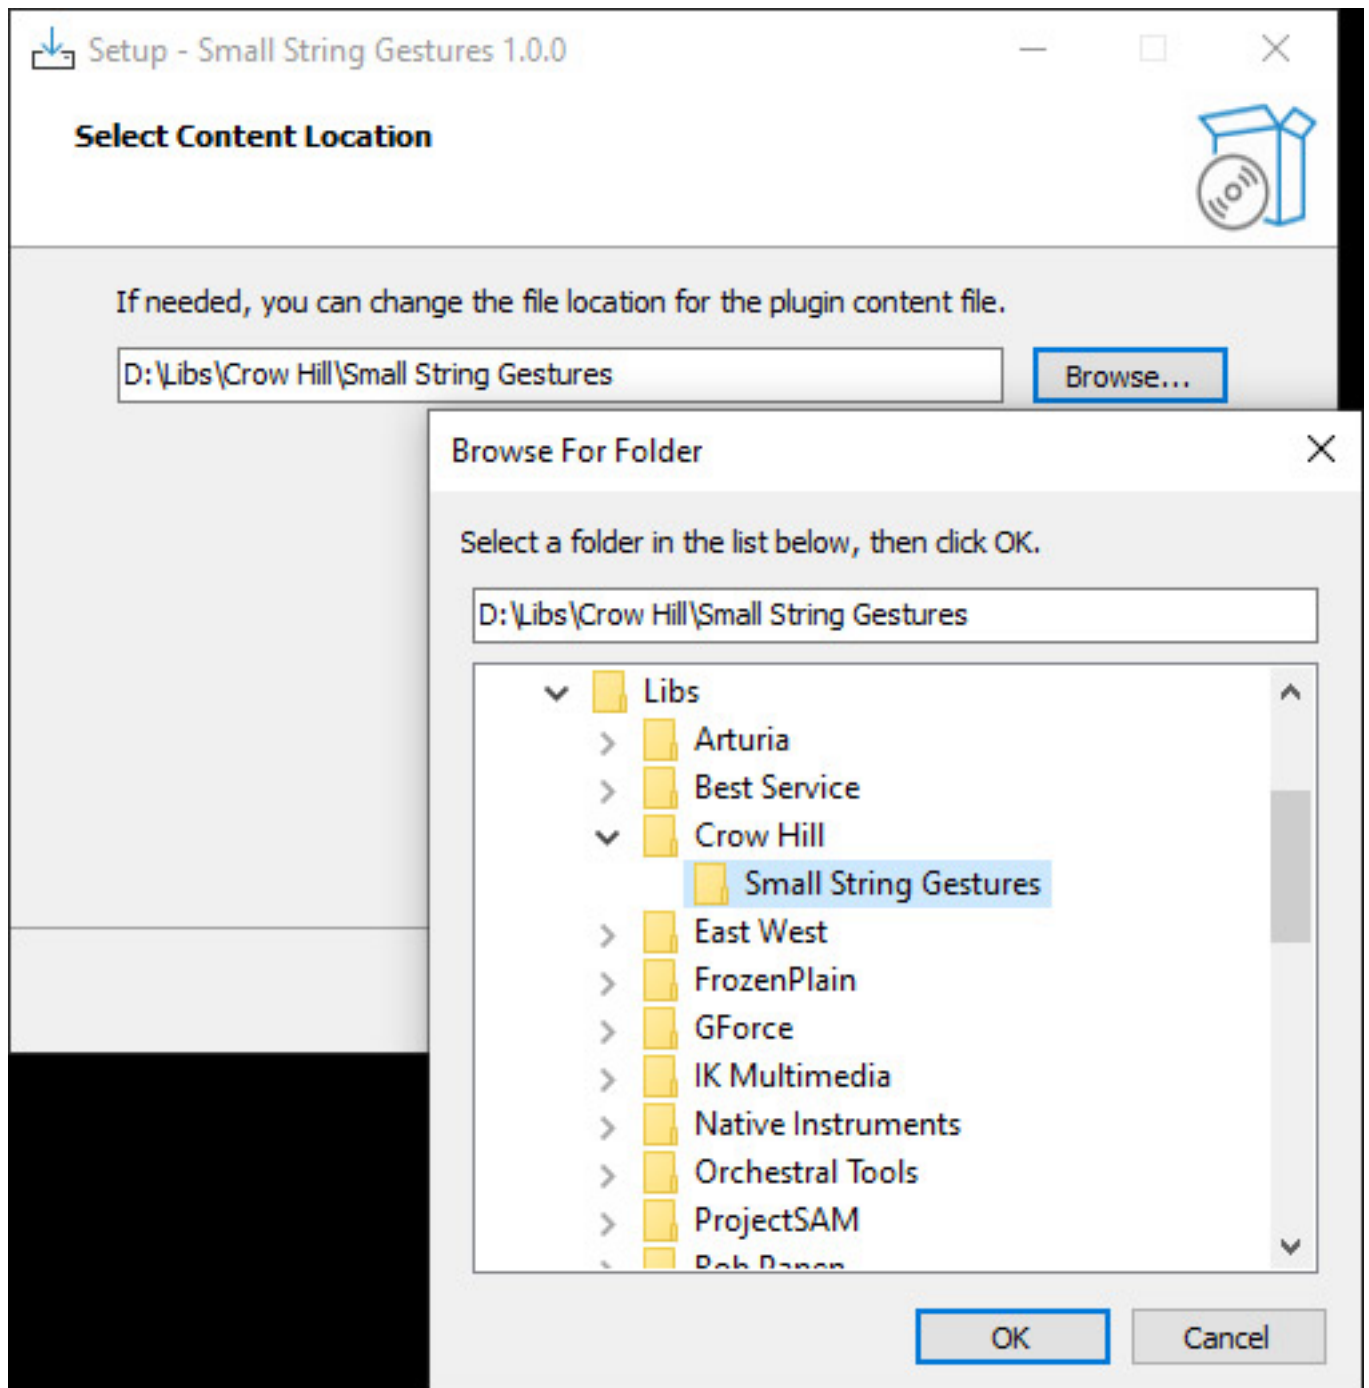 Setup - Small String Gestures 1.0.0
Select Content Location
If needed, you can change the file location for the plugin content file.
D:\Libs\Crow Hill\Small String Gestures
Browse...
Browse For Folder
Select a folder in the list below, then click OK.
D:\Libs\Crow Hill\Small String Gestures
Libs
Arturia
Best Service
Crow Hill
Small String Gestures
East West
FrozenPlain
GForce
IK Multimedia
Native Instruments
Orchestral Tools
ProjectSAM
OK
Cancel